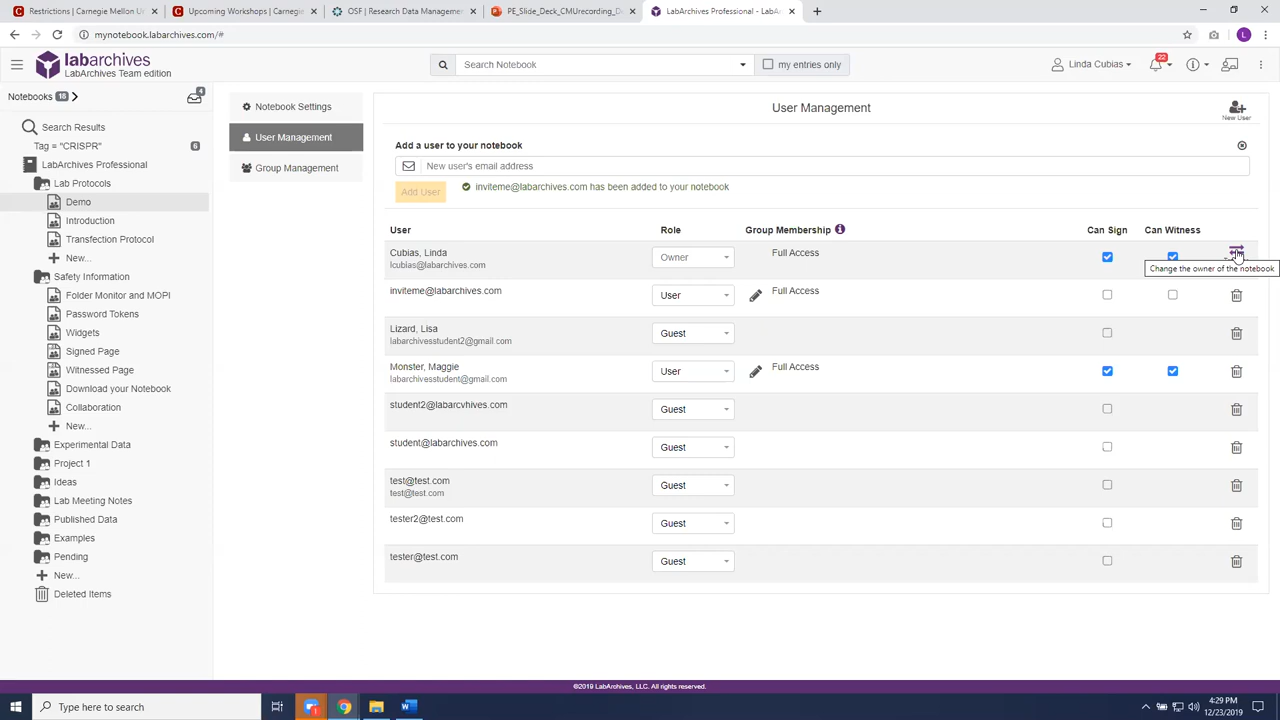 Restrictions | Carnegie Mellon U
Upcoming Workshops | Carnegie
OSF | Research Data Management
PE_Slide_Deck_CMUrecording_D
LabArchives Professional - LabA
mynotebook.labarchives.com/#
L
labarchives
LabArchives Team edition
Search Notebook
my entries only
Linda Cubias
22
Notebooks 18
4
Search Results
Tag = "CRISPR" 6
LabArchives Professional
Lab Protocols
Demo
Introduction
Transfection Protocol
New...
Safety Information
Folder Monitor and MOPI
Password Tokens
Widgets
Signed Page
Witnessed Page
Download your Notebook
Collaboration
New...
Experimental Data
Project 1
Ideas
Lab Meeting Notes
Published Data
Examples
Pending
New...
Deleted Items
Notebook Settings
User Management
Group Management
User Management
New User
Add a user to your notebook
New user's email address
Add User
inviteme@labarchives.com has been added to your notebook
User Role Group Membership Can Sign Can Witness
Cubias, Linda Owner Full Access
lcubias@labarchives.com
Change the owner of the notebook
inviteme@labarchives.com User Full Access
Lizard, Lisa Guest
labarchivesstudent2@gmail.com
Monster, Maggie User Full Access
labarchivesstudent@gmail.com
student2@labarcvhives.com Guest
student@labarchives.com Guest
test@test.com Guest
test@test.com
tester2@test.com Guest
tester@test.com Guest
©2019 LabArchives, LLC. All rights reserved.
Type here to search
4:29 PM
12/23/2019